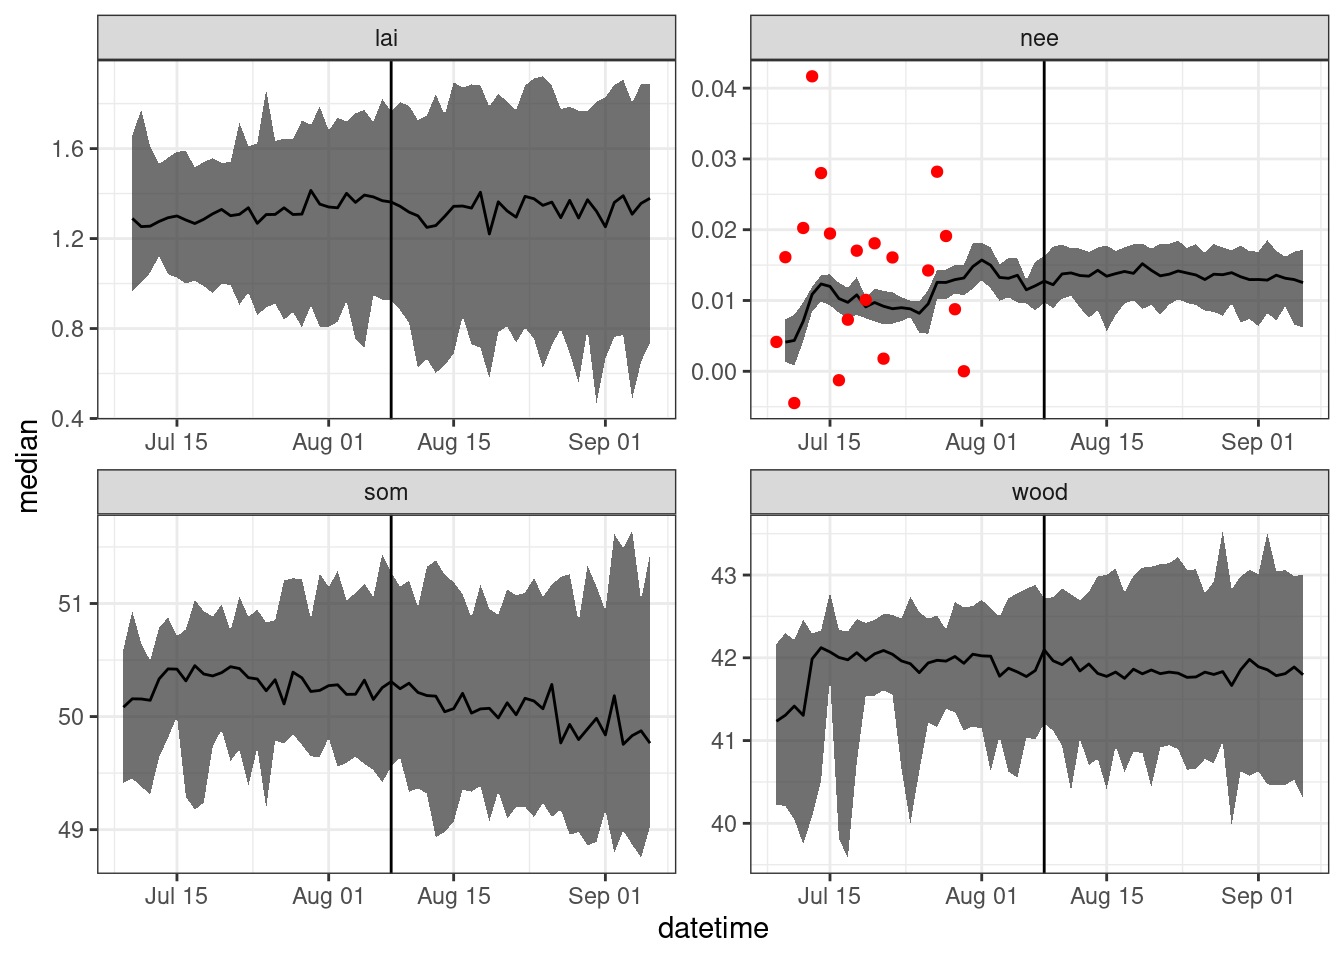 lai
nee
1.6
1.2
0.8
0.4
0.04
0.03
0.02
0.01
0.00
Jul 15 Aug 01 Aug 15 Sep 01
Jul 15 Aug 01 Aug 15 Sep 01
median
som
wood
51
50
49
43
42
41
40
Jul 15 Aug 01 Aug 15 Sep 01
Jul 15 Aug 01 Aug 15 Sep 01
datetime